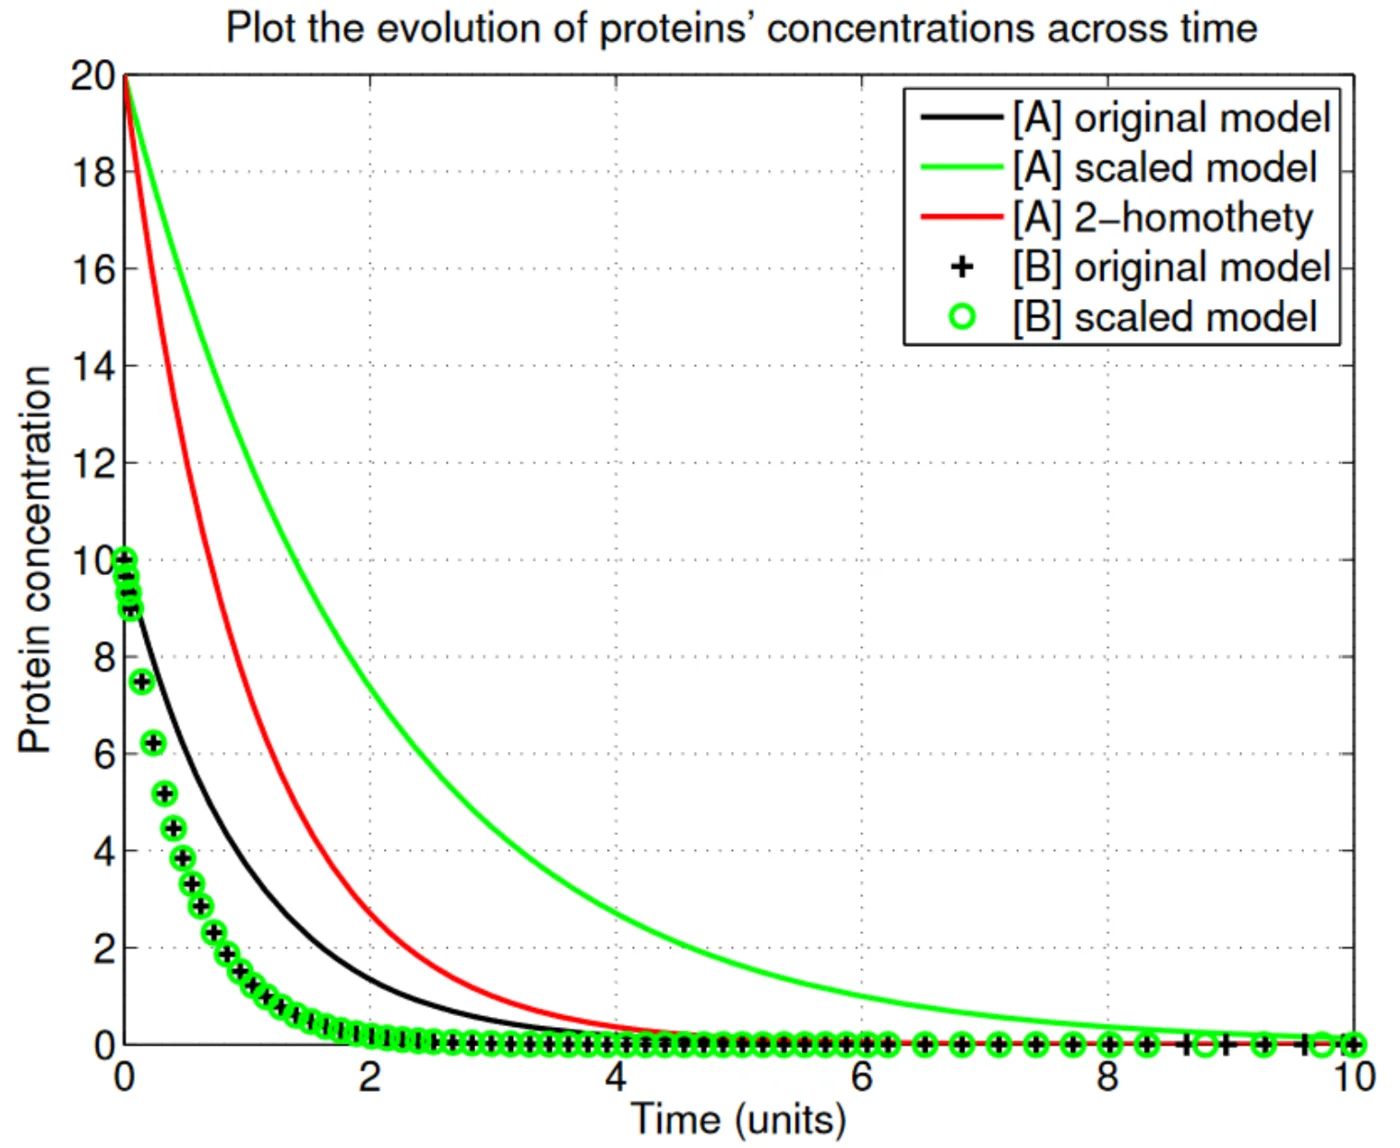 Plot the evolution of proteins’ concentrations across time
20
18
16
14
12
10
8
6
4
2
0
Protein concentration
[A] original model
[A] scaled model
[A] 2−homothety
[B] original model
[B] scaled model
0 2 4 6 8 10
Time (units)